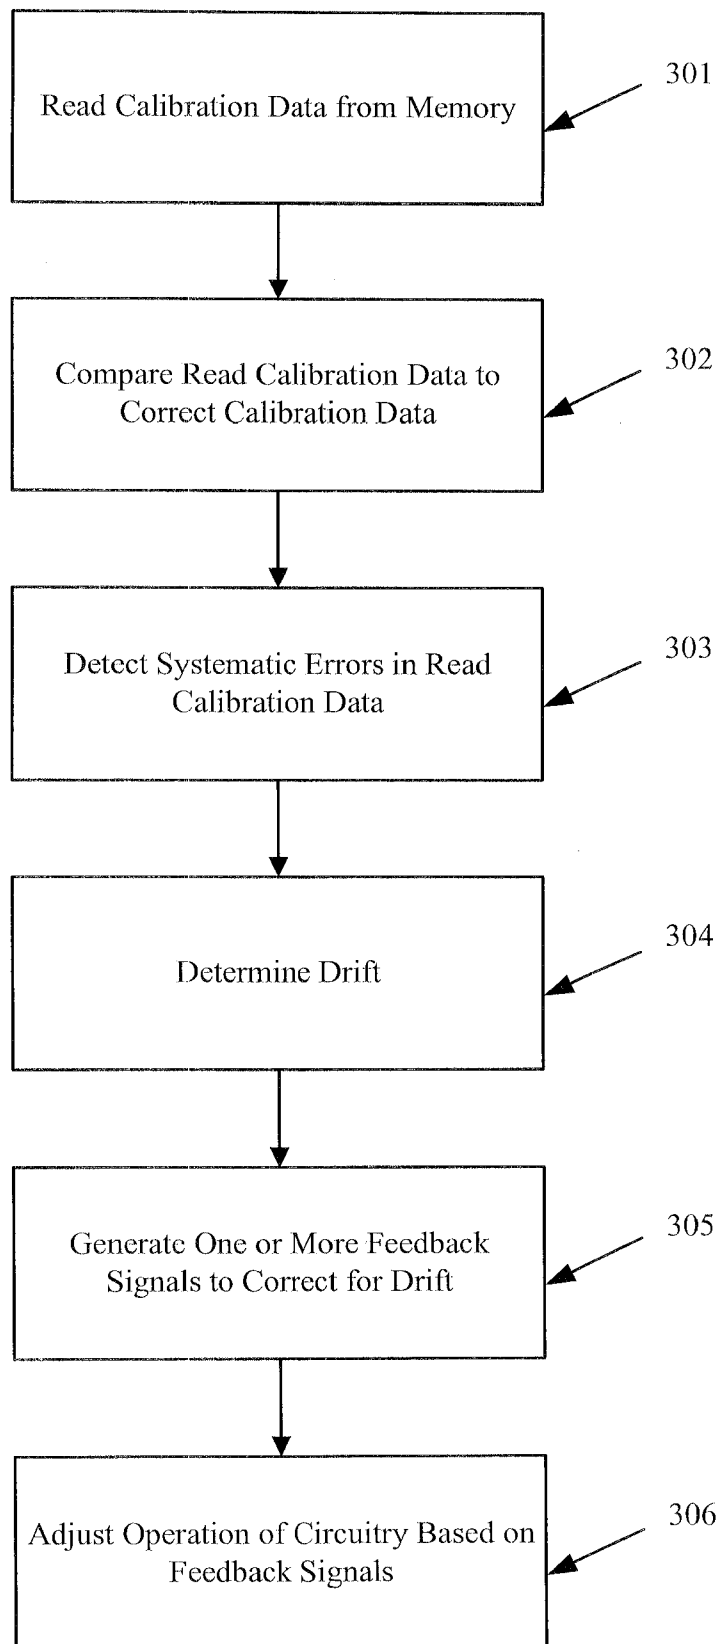 Read Calibration Data from Memory
301
Compare Read Calibration Data to
Correct Calibration Data
302
Detect Systematic Errors in Read
Calibration Data
303
Determine Drift
304
Generate One or More Feedback
Signals to Correct for Drift
305
Adjust Operation of Circuitry Based on
Feedback Signals
306